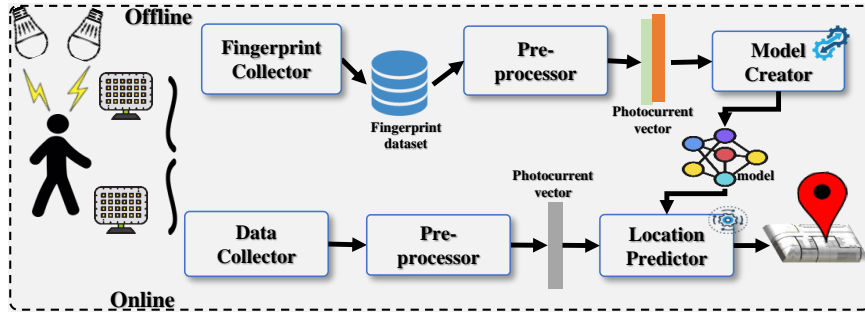 Offline
Fingerprint
Collector
Fingerprint
dataset
Pre-
processor
Photocurrent
vector
Model
Creator
model
Photocurrent
vector
Data
Collector
Pre-
processor
Location
Predictor
Online